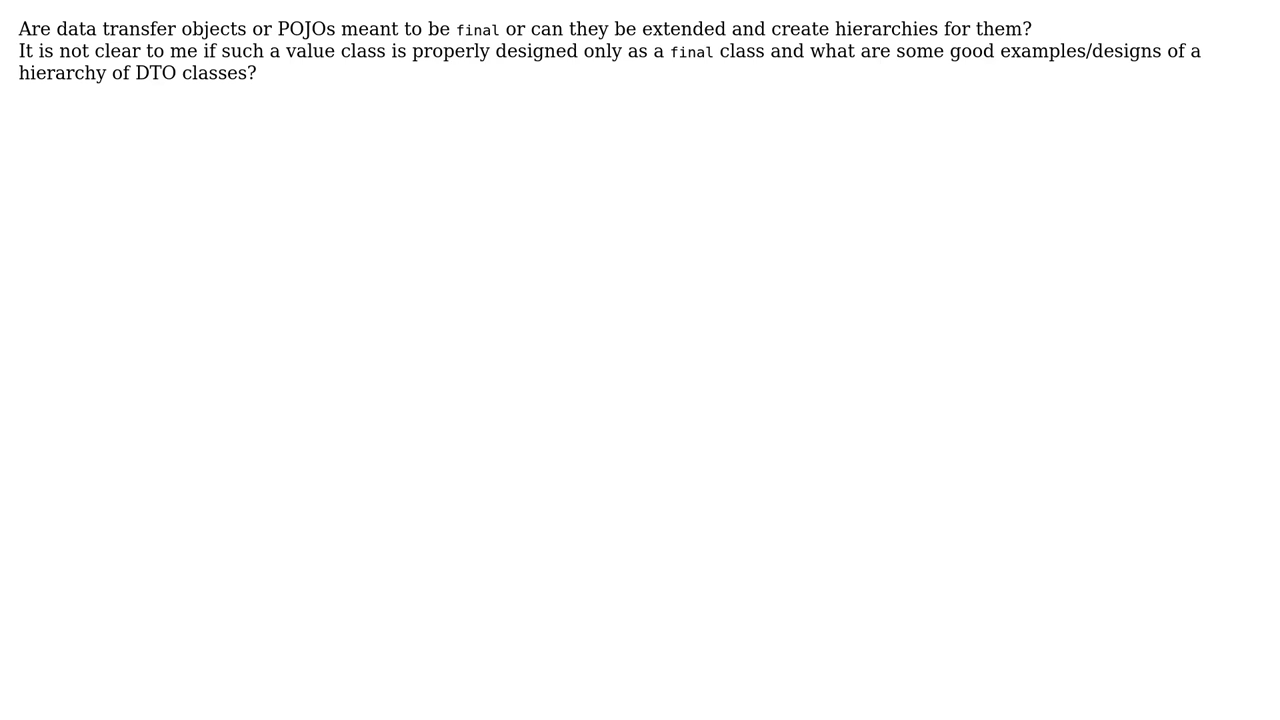 Are data transfer objects or POJOs meant to be final or can they be extended and create hierarchies for them?
It is not clear to me if such a value class is properly designed only as a final class and what are some good examples/designs of a
hierarchy of DTO classes?